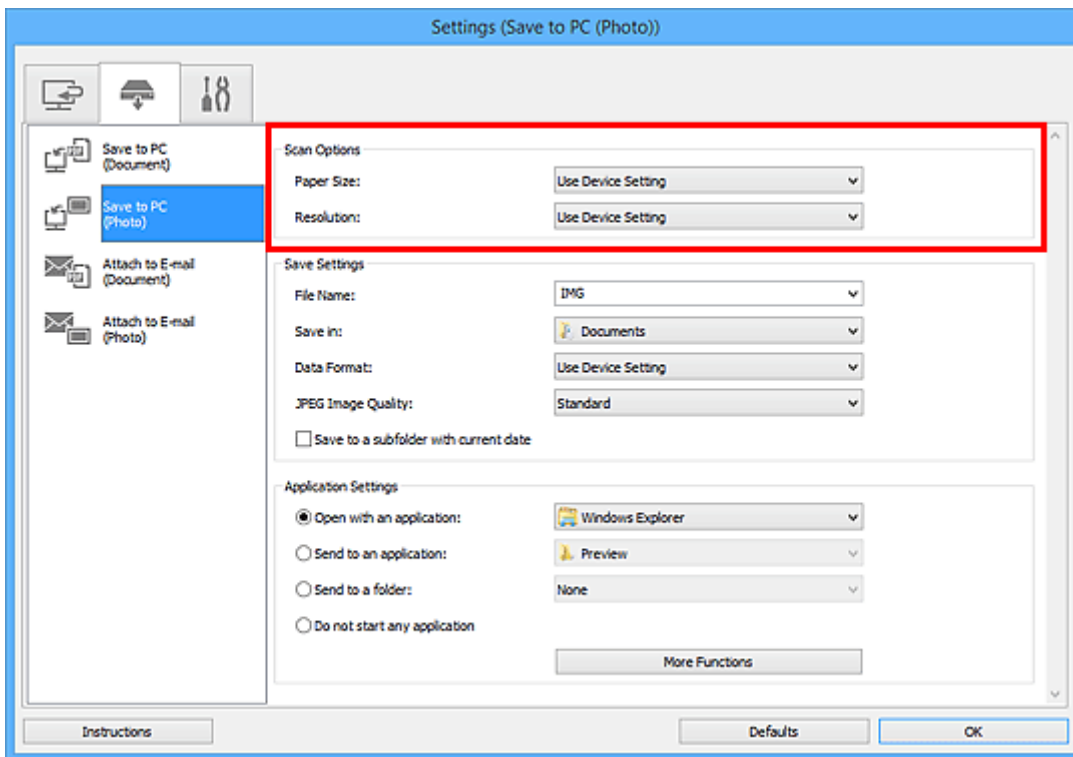 Settings (Save to PC (Photo))
Save to PC
(Document)
Save to PC
(Photo)
Attach to E-mail
(Document)
Attach to E-mail
(Photo)
Scan Options
Paper Size: Use Device Setting
Resolution: Use Device Setting
Save Settings
File Name: IMG
Save in: Documents
Data Format: Use Device Setting
JPEG Image Quality: Standard
Save to a subfolder with current date
Application Settings
Open with an application: Windows Explorer
Send to an application: Preview
Send to a folder: None
Do not start any application
More Functions
Instructions Defaults OK